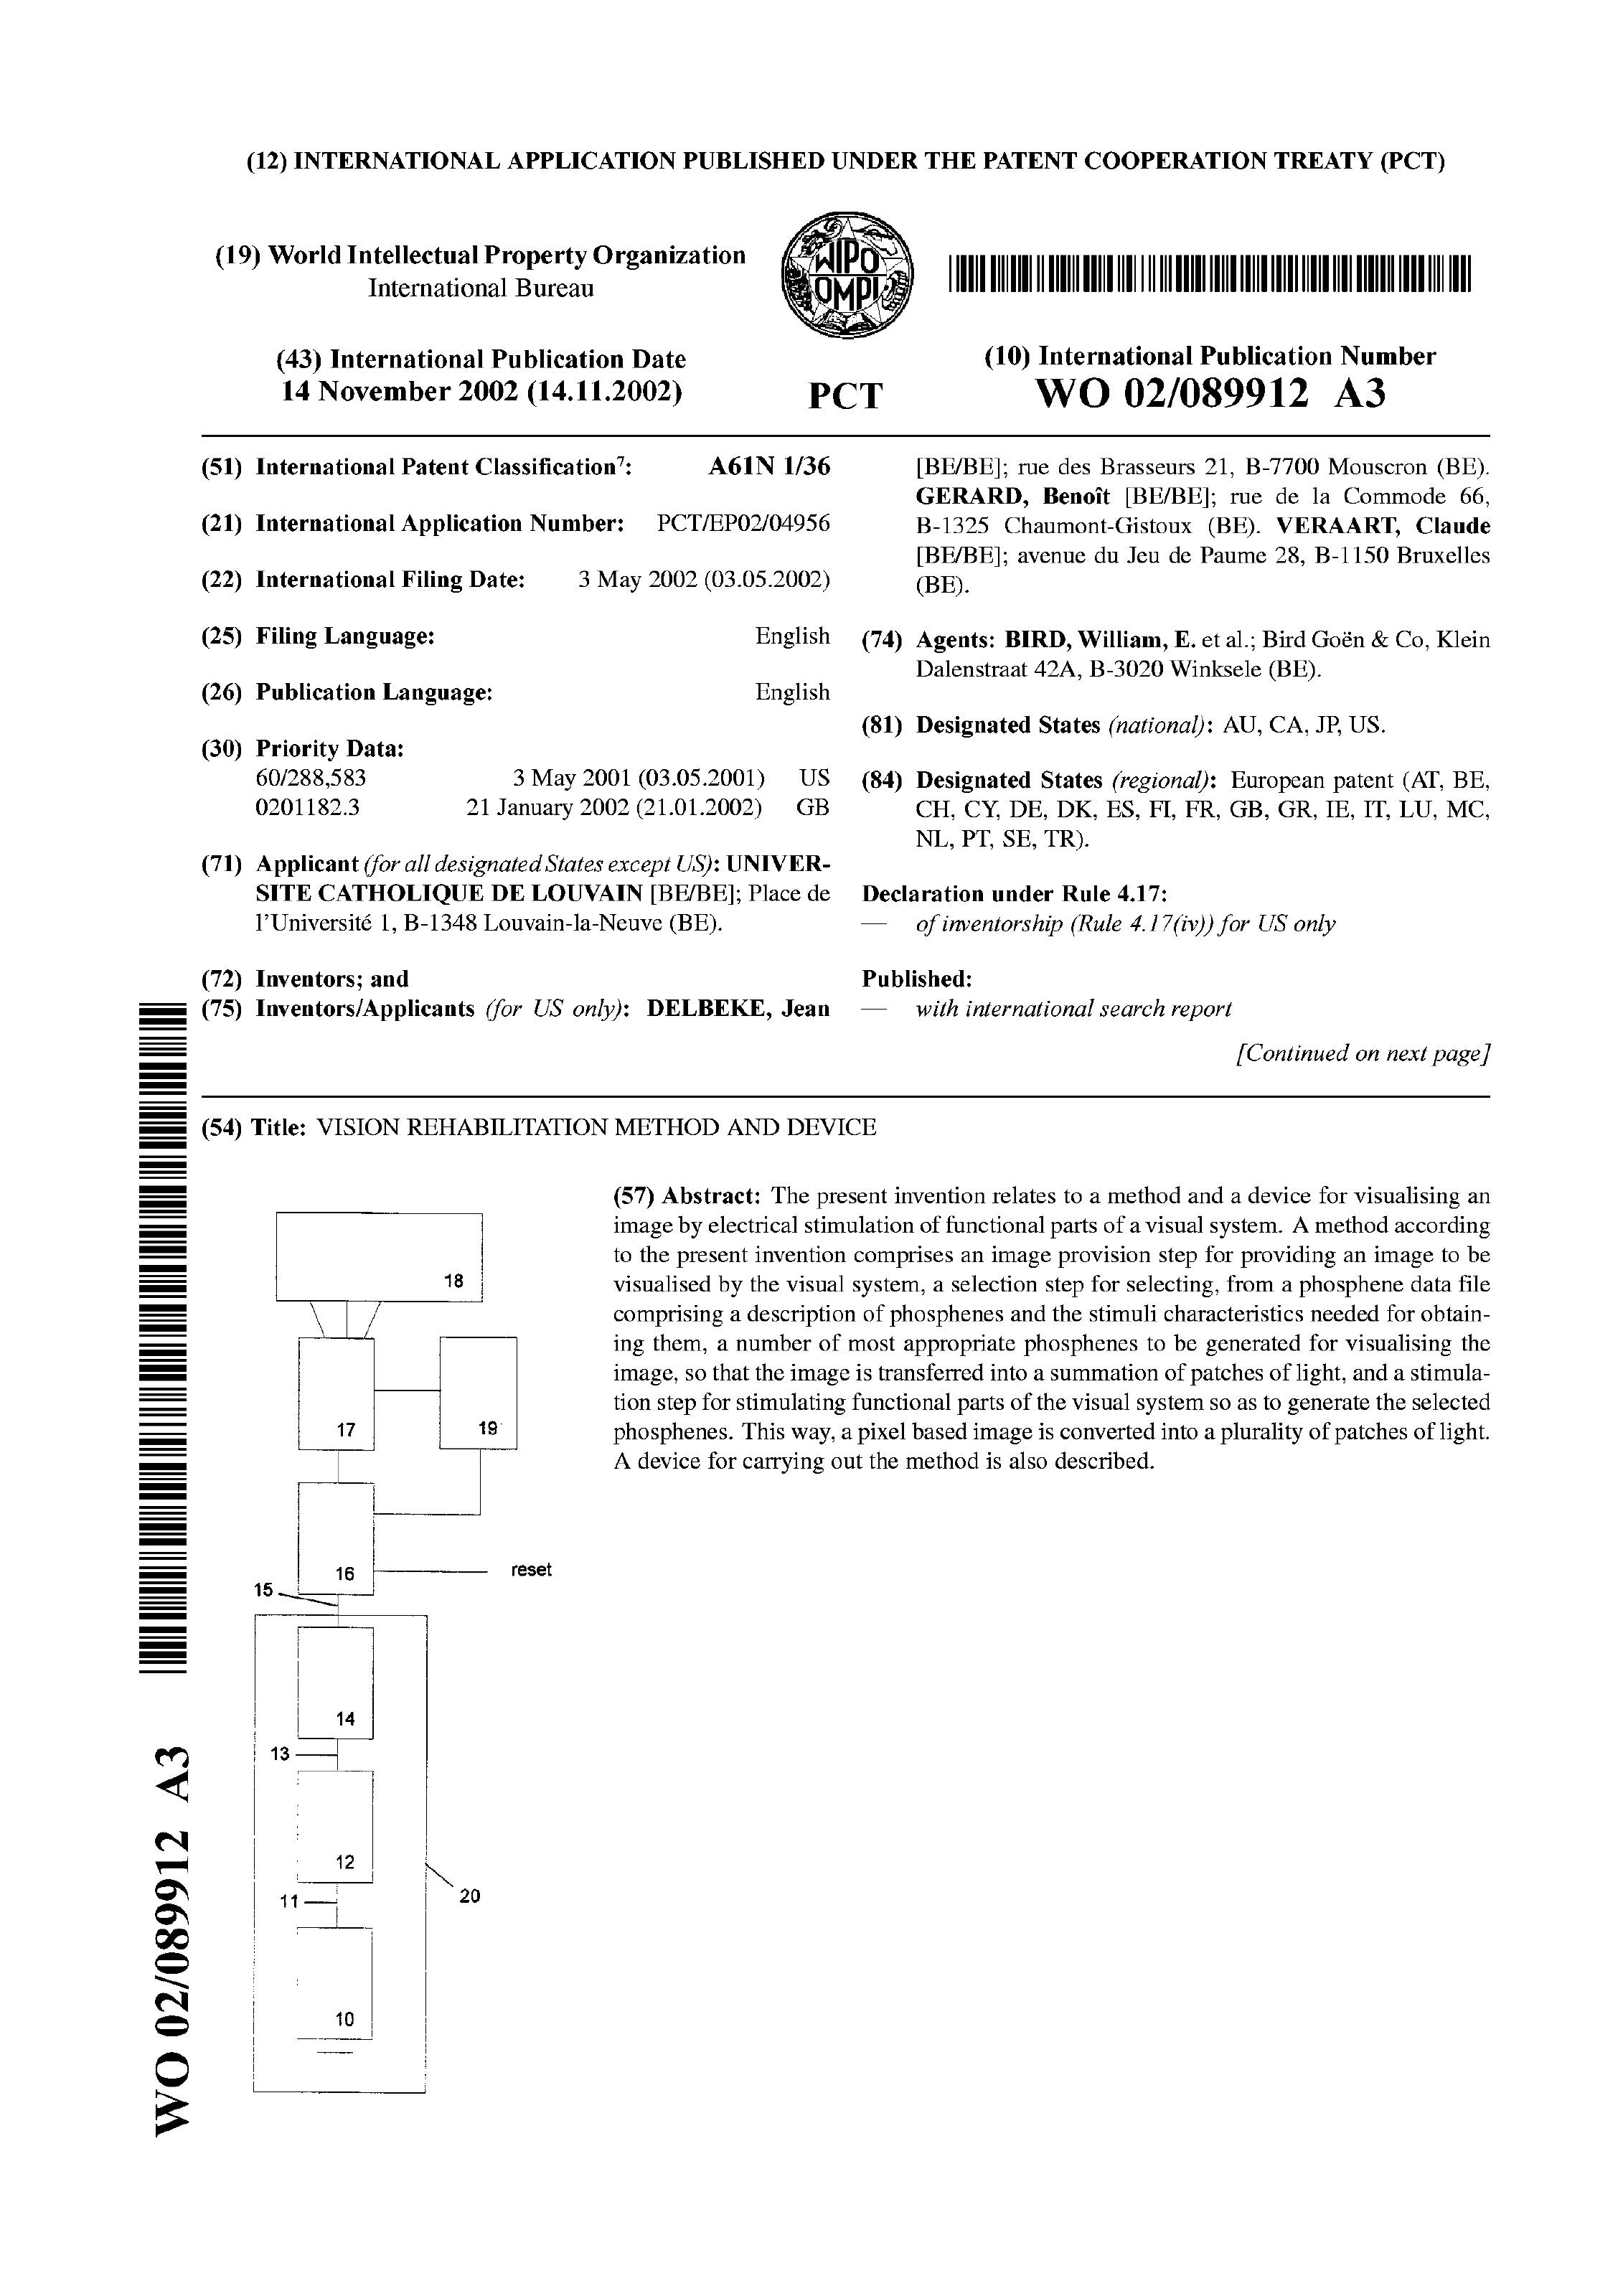 (12) INTERNATIONAL APPLICATION PUBLISHED UNDER THE PATENT COOPERATION TREATY (PCT)
(19) World Intellectual Property Organization
International Bureau
WIPO
OMPI
(43) International Publication Date
14 November 2002 (14.11.2002)
PCT
(10) International Publication Number
WO 02/089912 A3
(51) International Patent Classification⁷: A61N 1/36
(21) International Application Number: PCT/EP02/04956
(22) International Filing Date: 3 May 2002 (03.05.2002)
(25) Filing Language: English
(26) Publication Language: English
(30) Priority Data:
60/288,583 3 May 2001 (03.05.2001) US
0201182.3 21 January 2002 (21.01.2002) GB
(71) Applicant (for all designated States except US): UNIVER-
SITE CATHOLIQUE DE LOUVAIN [BE/BE]; Place de
l'Université 1, B-1348 Louvain-la-Neuve (BE).
(72) Inventors; and
(75) Inventors/Applicants (for US only): DELBEKE, Jean
[BE/BE]; rue des Brasseurs 21, B-7700 Mouscron (BE).
GERARD, Benoît [BE/BE]; rue de la Commode 66,
B-1325 Chaumont-Gistoux (BE). VERAART, Claude
[BE/BE]; avenue du Jeu de Paume 28, B-1150 Bruxelles
(BE).
(74) Agents: BIRD, William, E. et al.; Bird Goën & Co, Klein
Dalenstraat 42A, B-3020 Winksele (BE).
(81) Designated States (national): AU, CA, JP, US.
(84) Designated States (regional): European patent (AT, BE,
CH, CY, DE, DK, ES, FI, FR, GB, GR, IE, IT, LU, MC,
NL, PT, SE, TR).
Declaration under Rule 4.17:
— of inventorship (Rule 4.17(iv)) for US only
Published:
— with international search report
[Continued on next page]
(54) Title: VISION REHABILITATION METHOD AND DEVICE
(57) Abstract: The present invention relates to a method and a device for visualising an
image by electrical stimulation of functional parts of a visual system. A method according
to the present invention comprises an image provision step for providing an image to be
visualised by the visual system, a selection step for selecting, from a phosphene data file
comprising a description of phosphenes and the stimuli characteristics needed for obtain-
ing them, a number of most appropriate phosphenes to be generated for visualising the
image, so that the image is transferred into a summation of patches of light, and a stimula-
tion step for stimulating functional parts of the visual system so as to generate the selected
phosphenes. This way, a pixel based image is converted into a plurality of patches of light.
A device for carrying out the method is also described.
18
17
19
16
reset
15
14
13
12
11
20
10
WO 02/089912 A3